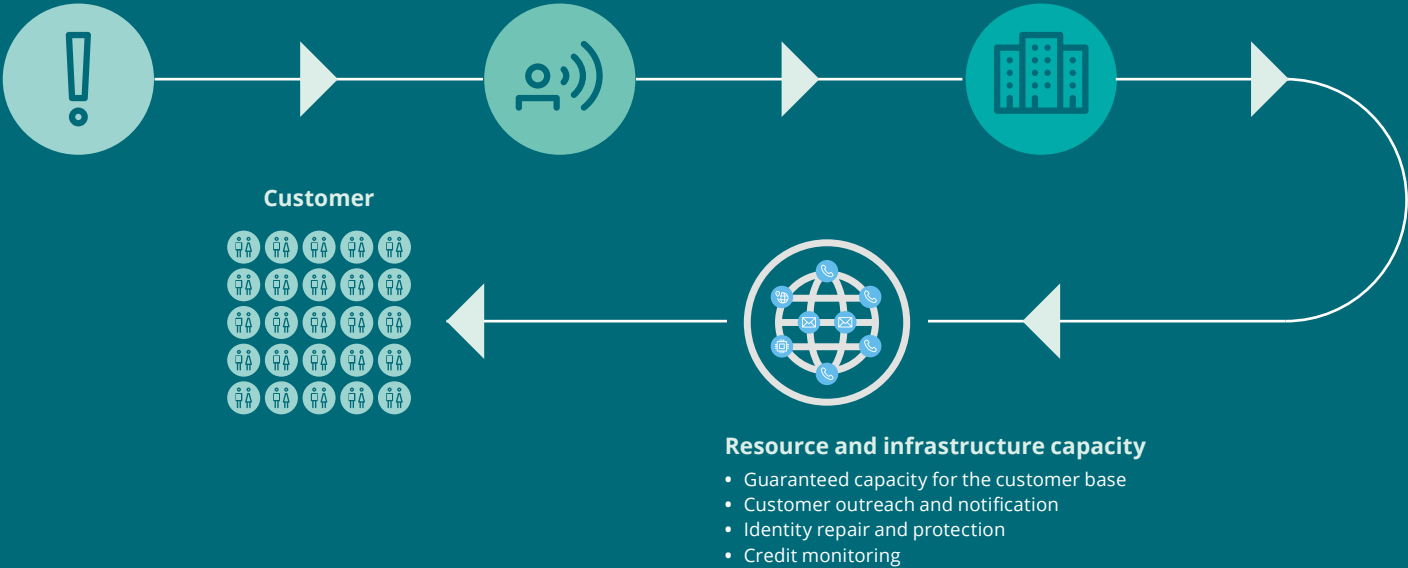 Customer
Resource and infrastructure capacity
• Guaranteed capacity for the customer base
• Customer outreach and notification
• Identity repair and protection
• Credit monitoring